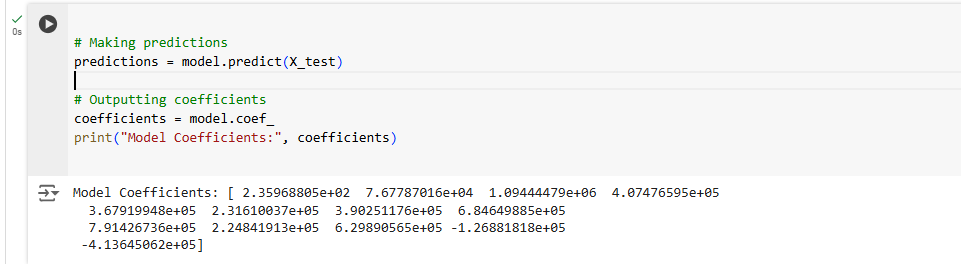 0s
# Making predictions
predictions = model.predict(X_test)
# Outputting coefficients
coefficients = model.coef_
print("Model Coefficients:", coefficients)
Model Coefficients: [ 2.35968805e+02  7.67787016e+04  1.09444479e+06  4.07476595e+05
3.67919948e+05  2.31610037e+05  3.90251176e+05  6.84649885e+05
7.91426736e+05  2.24841913e+05  6.29890565e+05 -1.26881818e+05
-4.13645062e+05]